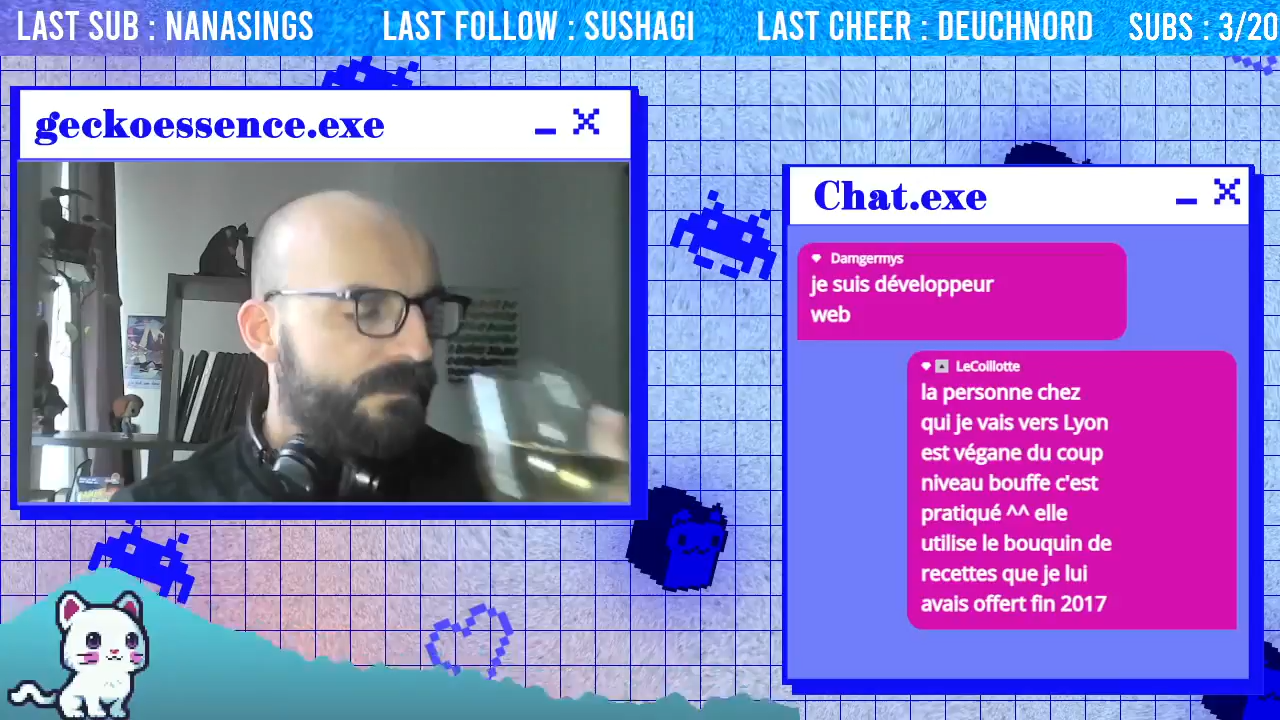 LAST SUB : NANASINGS LAST FOLLOW : SUSHAGI LAST CHEER : DEUCHNORD SUBS : 3/20
geckoessence.exe
Chat.exe
Damgermys
je suis développeur
web
LeCoillotte
la personne chez
qui je vais vers Lyon
est végane du coup
niveau bouffe c'est
pratiqué ^^ elle
utilise le bouquin de
recettes que je lui
avais offert fin 2017